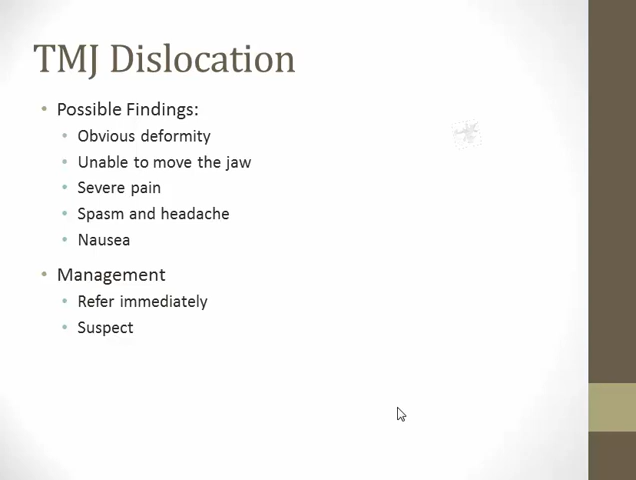 TMJ Dislocation
Possible Findings:
Obvious deformity
Unable to move the jaw
Severe pain
Spasm and headache
Nausea
Management
Refer immediately
Suspect